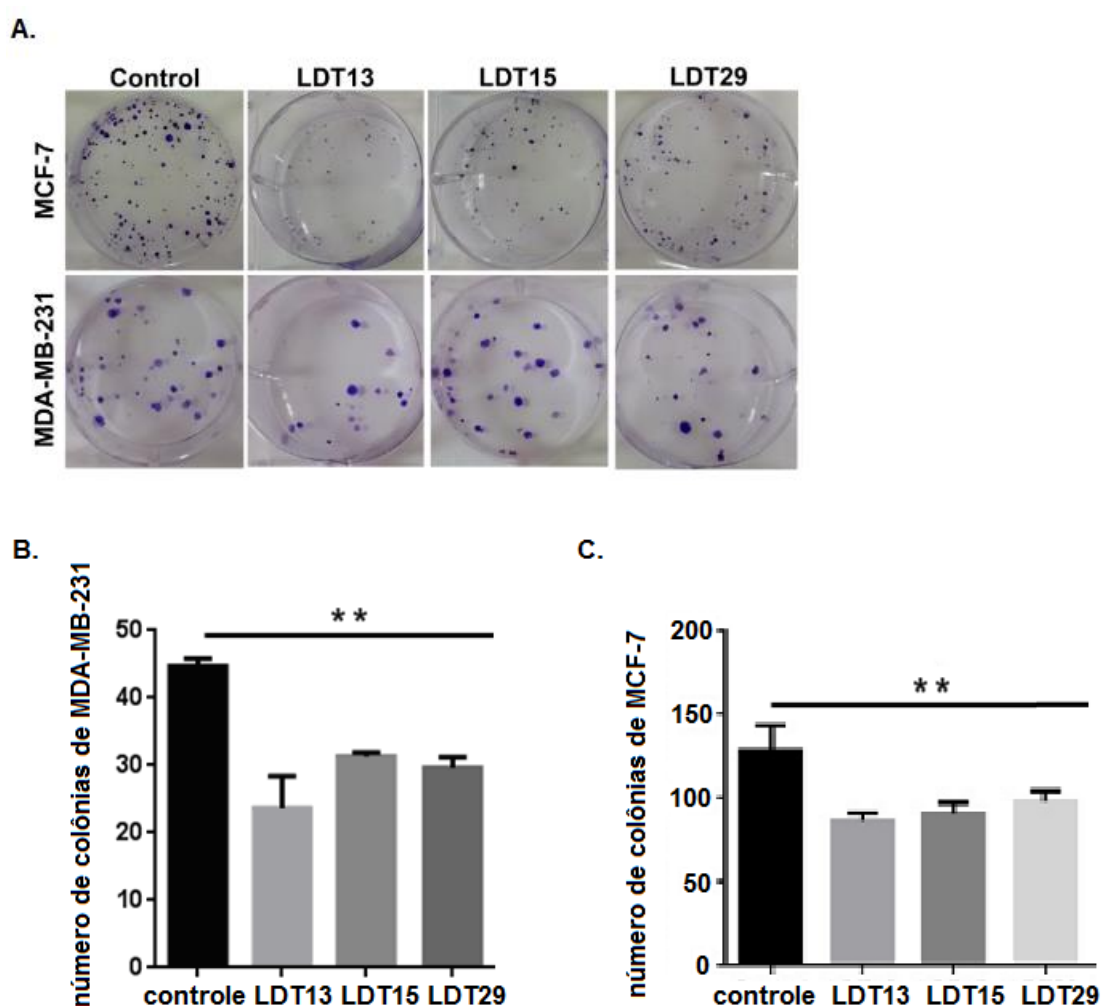 A.
Control LDT13 LDT15 LDT29
MCF-7
MDA-MB-231
B.
número de colônias de MDA-MB-231
50
40
30
20
10
0
**
controle LDT13 LDT15 LDT29
C.
número de colônias de MCF-7
200
150
100
50
0
**
controle LDT13 LDT15 LDT29